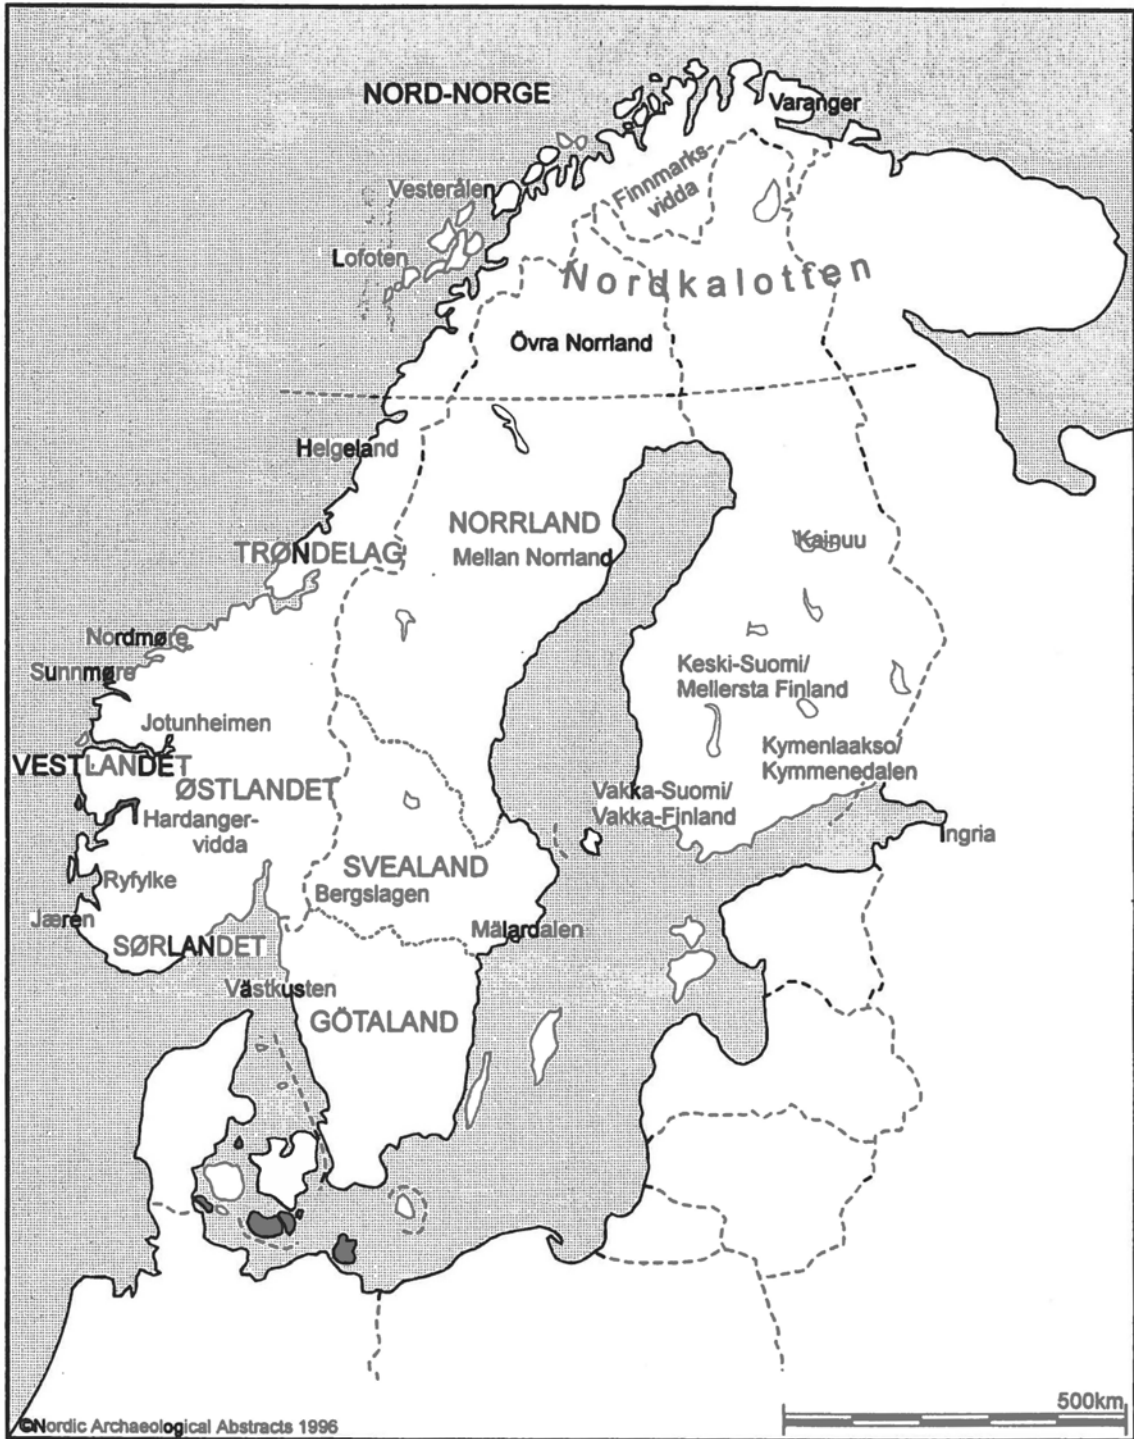 NORD-NORGE
Varanger
Finnmarks-
vidda
Vesterålen
Lofoten
Nordkalotten
Övra Norrland
Helgeland
NORRLAND
Mellan Norrland
TRØNDELAG
Kainuu
Nordmøre
Sunnmøre
Keski-Suomi/
Mellersta Finland
Jotunheimen
VESTLANDET
ØSTLANDET
Kymenlaakso/
Kymmenedalen
Vakka-Suomi/
Vakka-Finland
Hardanger-
vidda
Ingria
SVEALAND
Bergslagen
Ryfylke
Jæren
Mälardalen
SØRLANDET
Västkusten
GÖTALAND
500km
©Nordic Archaeological Abstracts 1996